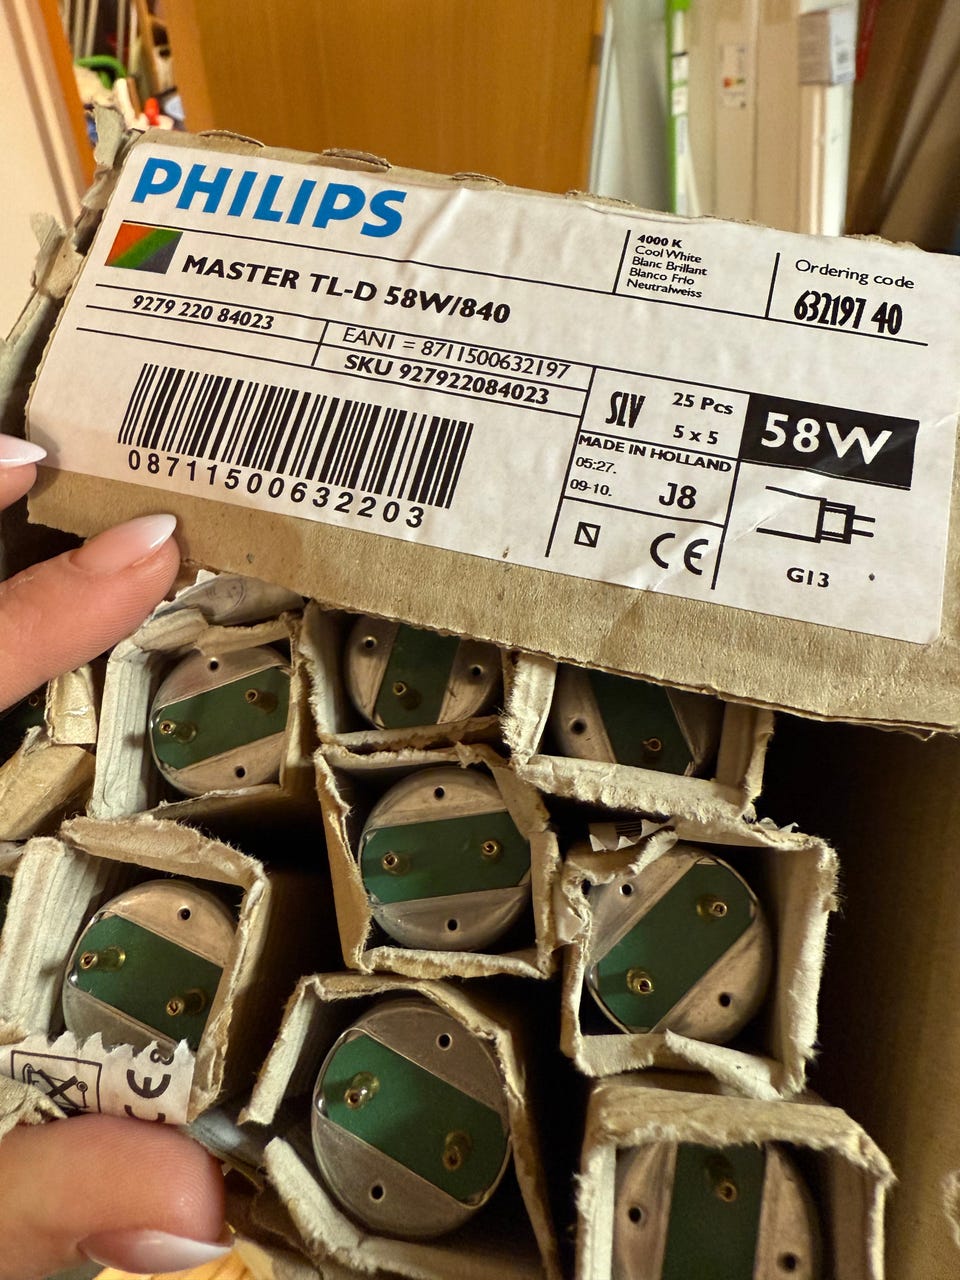 PHILIPS
MASTER TL-D 58W/840
4000 K
Cool White
Blanc Brillant
Blanco Frio
Neutralweiss
Ordering code
632197 40
9279 220 84023
EAN1 = 8711500632197
SKU 927922084023
08711500632203
SLV
25 Pcs
5 x 5
MADE IN HOLLAND
05:27.
09-10.
J8
CE
58W
G13
CE